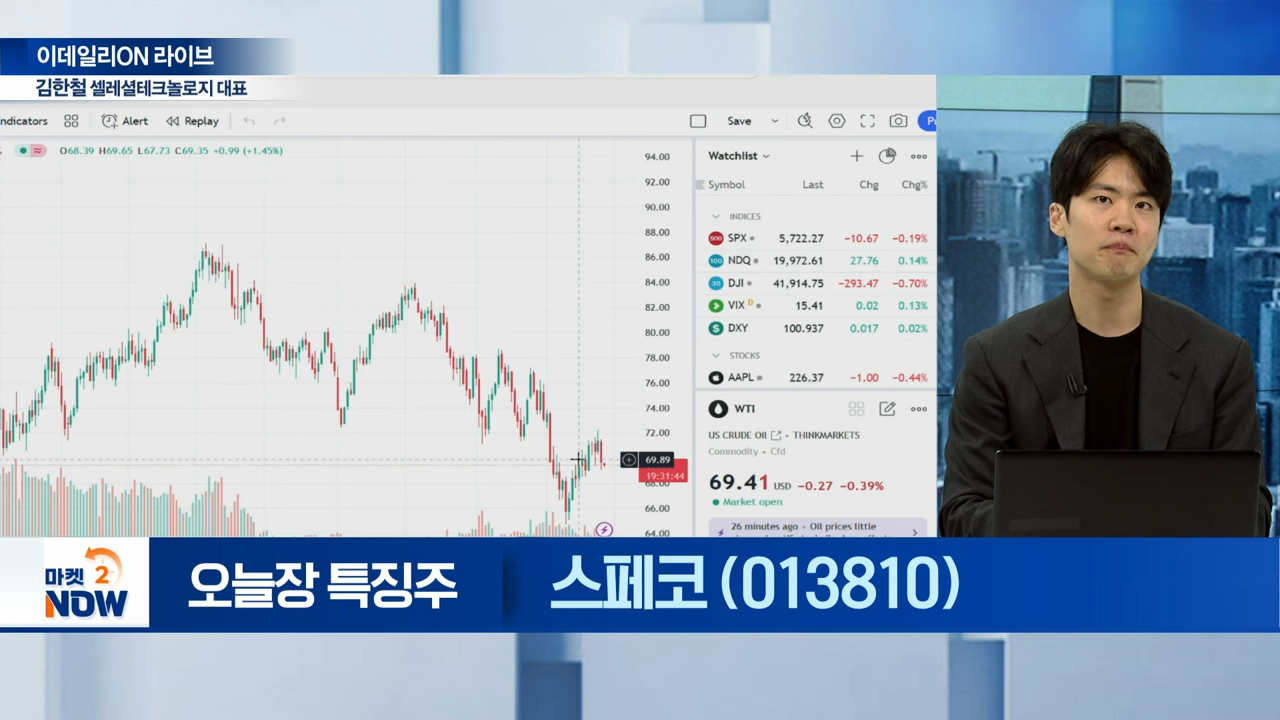 이데일리ON 라이브
김한철 셀레셜테크놀로지 대표
ndicators Alert Replay Save
O68.39 H69.65 L67.73 C69.35 +0.99 (+1.45%)
94.00
92.00
90.00
88.00
86.00
84.00
82.00
80.00
78.00
76.00
74.00
72.00
69.89
19:31:44
68.00
66.00
64.00
Watchlist
Symbol Last Chg Chg%
INDICES
500 SPX 5,722.27 −10.67 −0.19%
100 NDQ 19,972.61 27.76 0.14%
30 DJI 41,914.75 −293.47 −0.70%
VIX D 15.41 0.02 0.13%
$ DXY 100.937 0.017 0.02%
STOCKS
AAPL 226.37 −1.00 −0.44%
WTI
US CRUDE OIl • THINKMARKETS
Commodity • Cfd
69.41 USD −0.27 −0.39%
Market open
26 minutes ago • Oil prices little
마켓 2
NOW
오늘장 특징주
스페코 (013810)